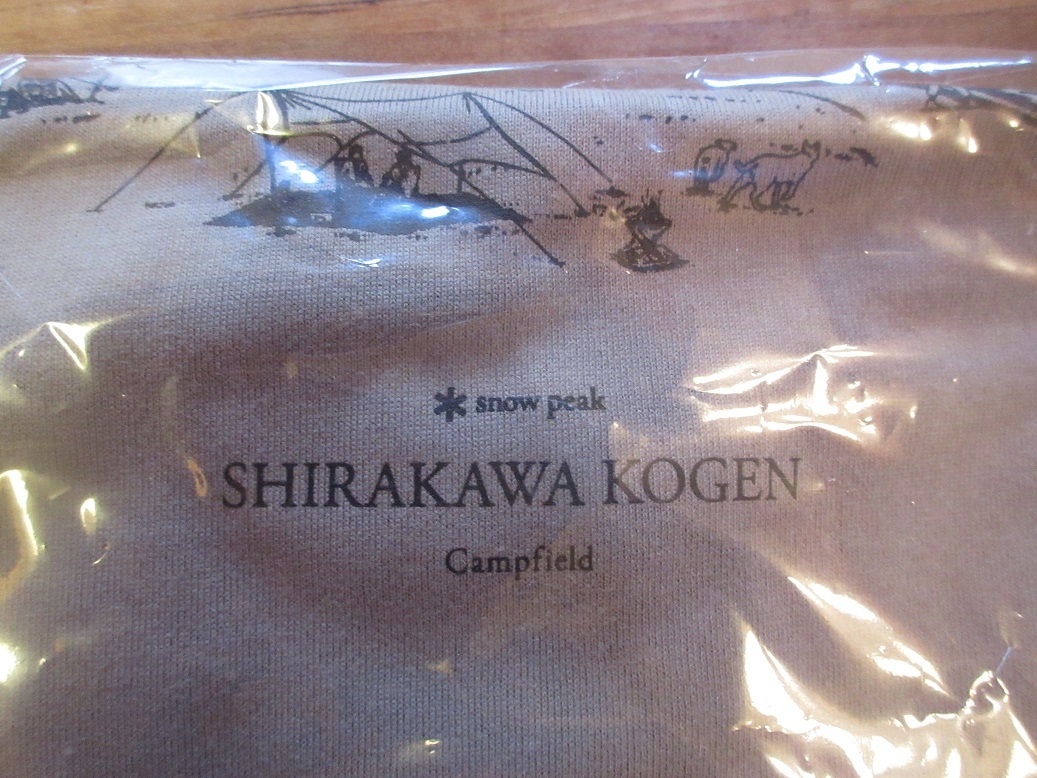 snow peak
SHIRAKAWA KOGEN
Campfield